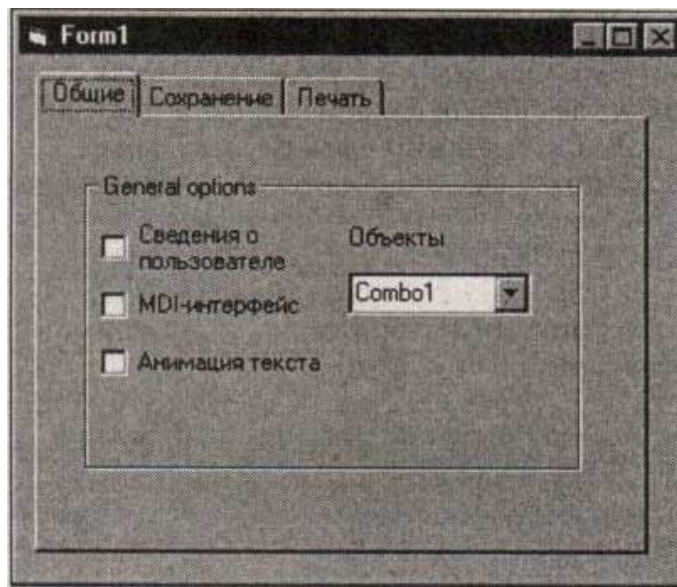 Form1
Общие Сохранение Печать
General options
Сведения о
пользователе
Объекты
MDI-интерфейс
Combo1
Анимация текста